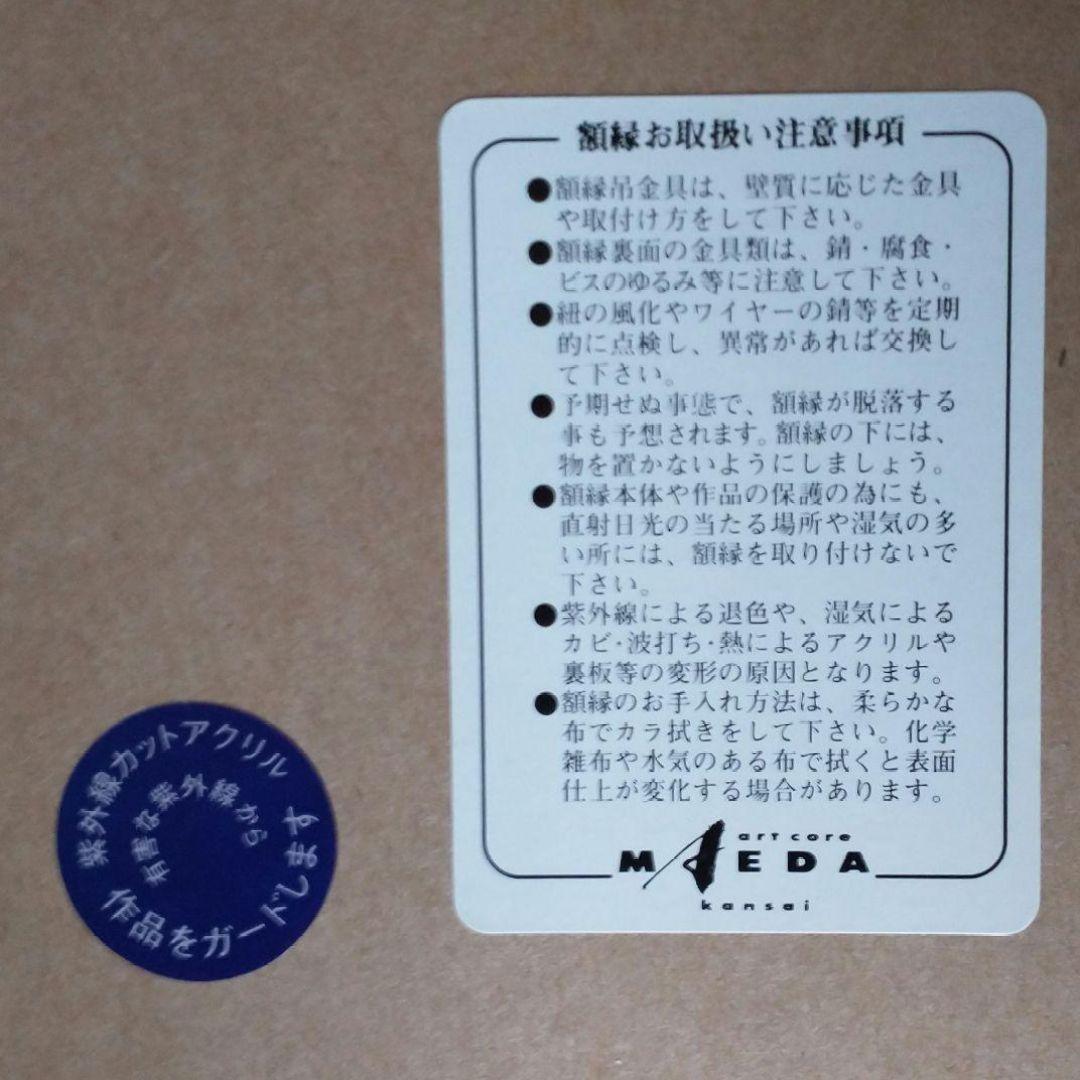 額縁お取扱い注意事項
●額縁吊金具は、壁質に応じた金具
や取付け方をして下さい。
●額縁裏面の金具類は、錆・腐食・
ビスのゆるみ等に注意して下さい。
●紐の風化やワイヤーの錆等を定期
的に点検し、異常があれば交換し
て下さい。
●予期せぬ事態で、額縁が脱落する
事も予想されます。額縁の下には、
物を置かないようにしましょう。
●額縁本体や作品の保護の為にも、
直射日光の当たる場所や湿気の多
い所には、額縁を取り付けないで
下さい。
●紫外線による退色や、湿気による
カビ・波打ち・熱によるアクリルや
裏板等の変形の原因となります。
●額縁のお手入れ方法は、柔らかな
布でカラ拭きをして下さい。化学
雑布や水気のある布で拭くと表面
仕上が変化する場合があります。
art core
MAEDA
kansai
紫外線カットアクリル
有害な紫外線から
作品をガードします